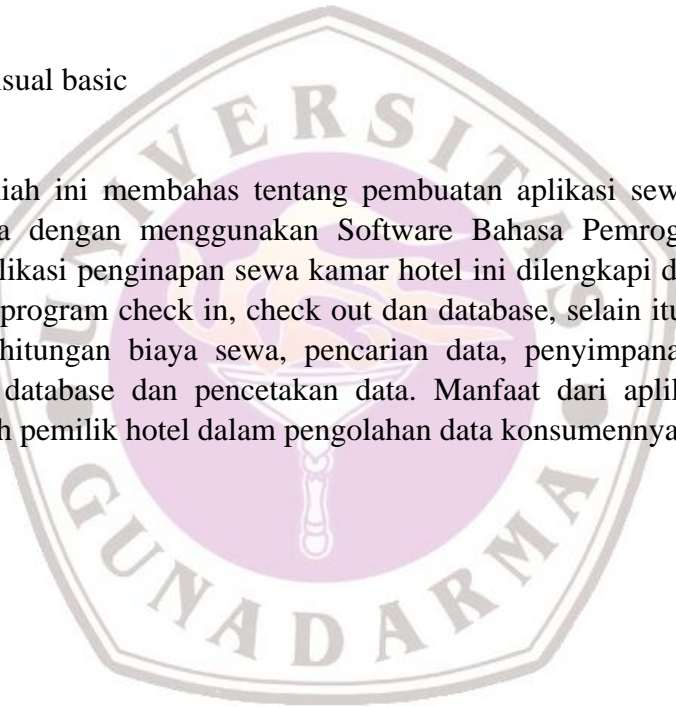 sual basic
iah ini membahas tentang pembuatan aplikasi sew
a dengan menggunakan Software Bahasa Pemrog
likasi penginapan sewa kamar hotel ini dilengkapi d
program check in, check out dan database, selain itu
hitungan biaya sewa, pencarian data, penyimpana
database dan pencetakan data. Manfaat dari aplik
h pemilik hotel dalam pengolahan data konsumennya
UNIVERSITAS
GUNADARMA